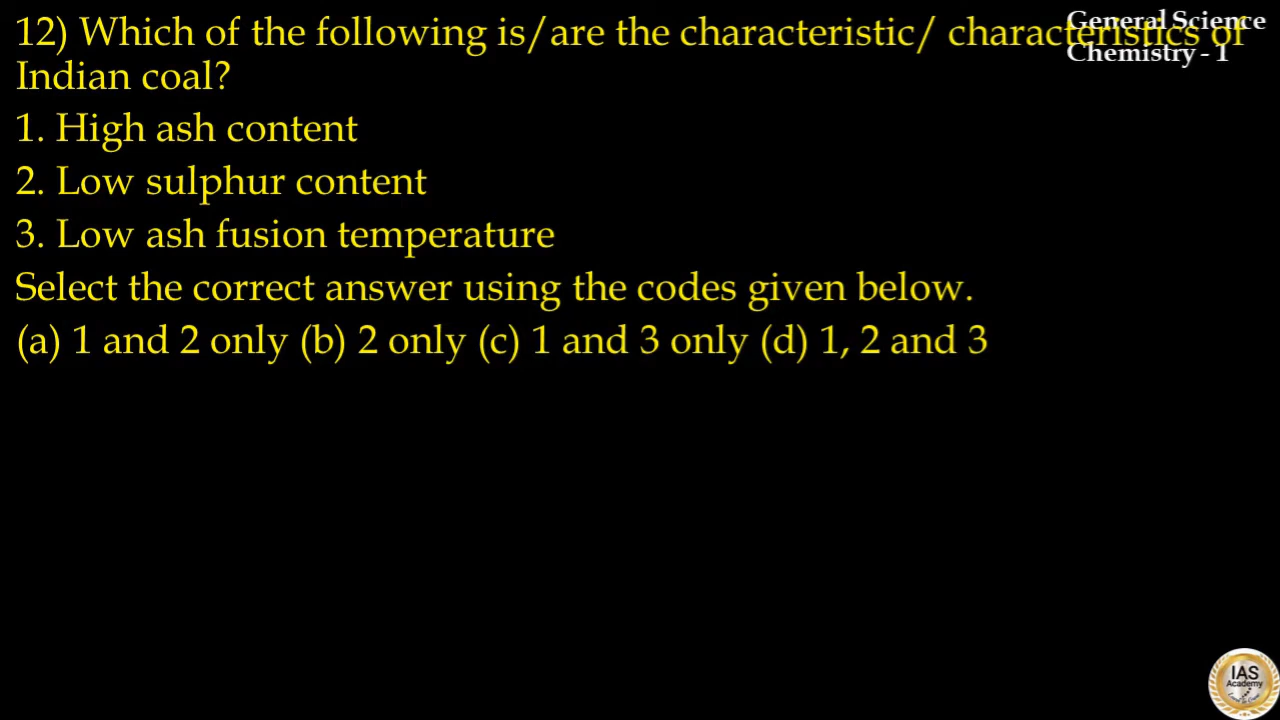 12) Which of the following is/are the characteristic/ characteristics of
Indian coal?
General Science
Chemistry - 1
1. High ash content
2. Low sulphur content
3. Low ash fusion temperature
Select the correct answer using the codes given below.
(a) 1 and 2 only (b) 2 only (c) 1 and 3 only (d) 1, 2 and 3
IAS
Academy